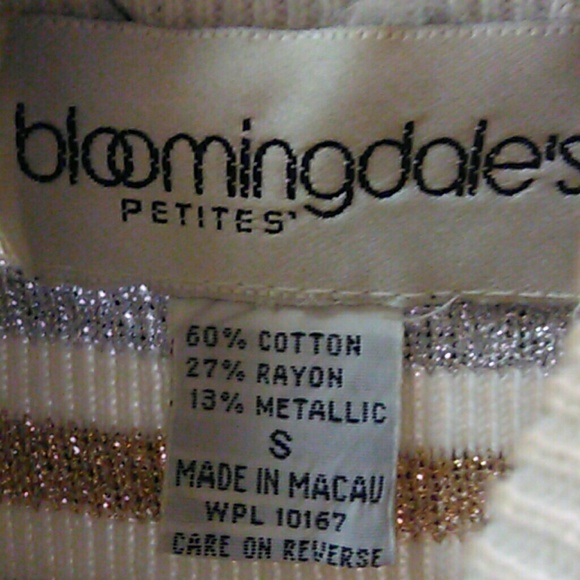 bloomingdale's
PETITES'
60% COTTON
27% RAYON
13% METALLIC
S
MADE IN MACAU
WPL 10167
CARE ON REVERSE